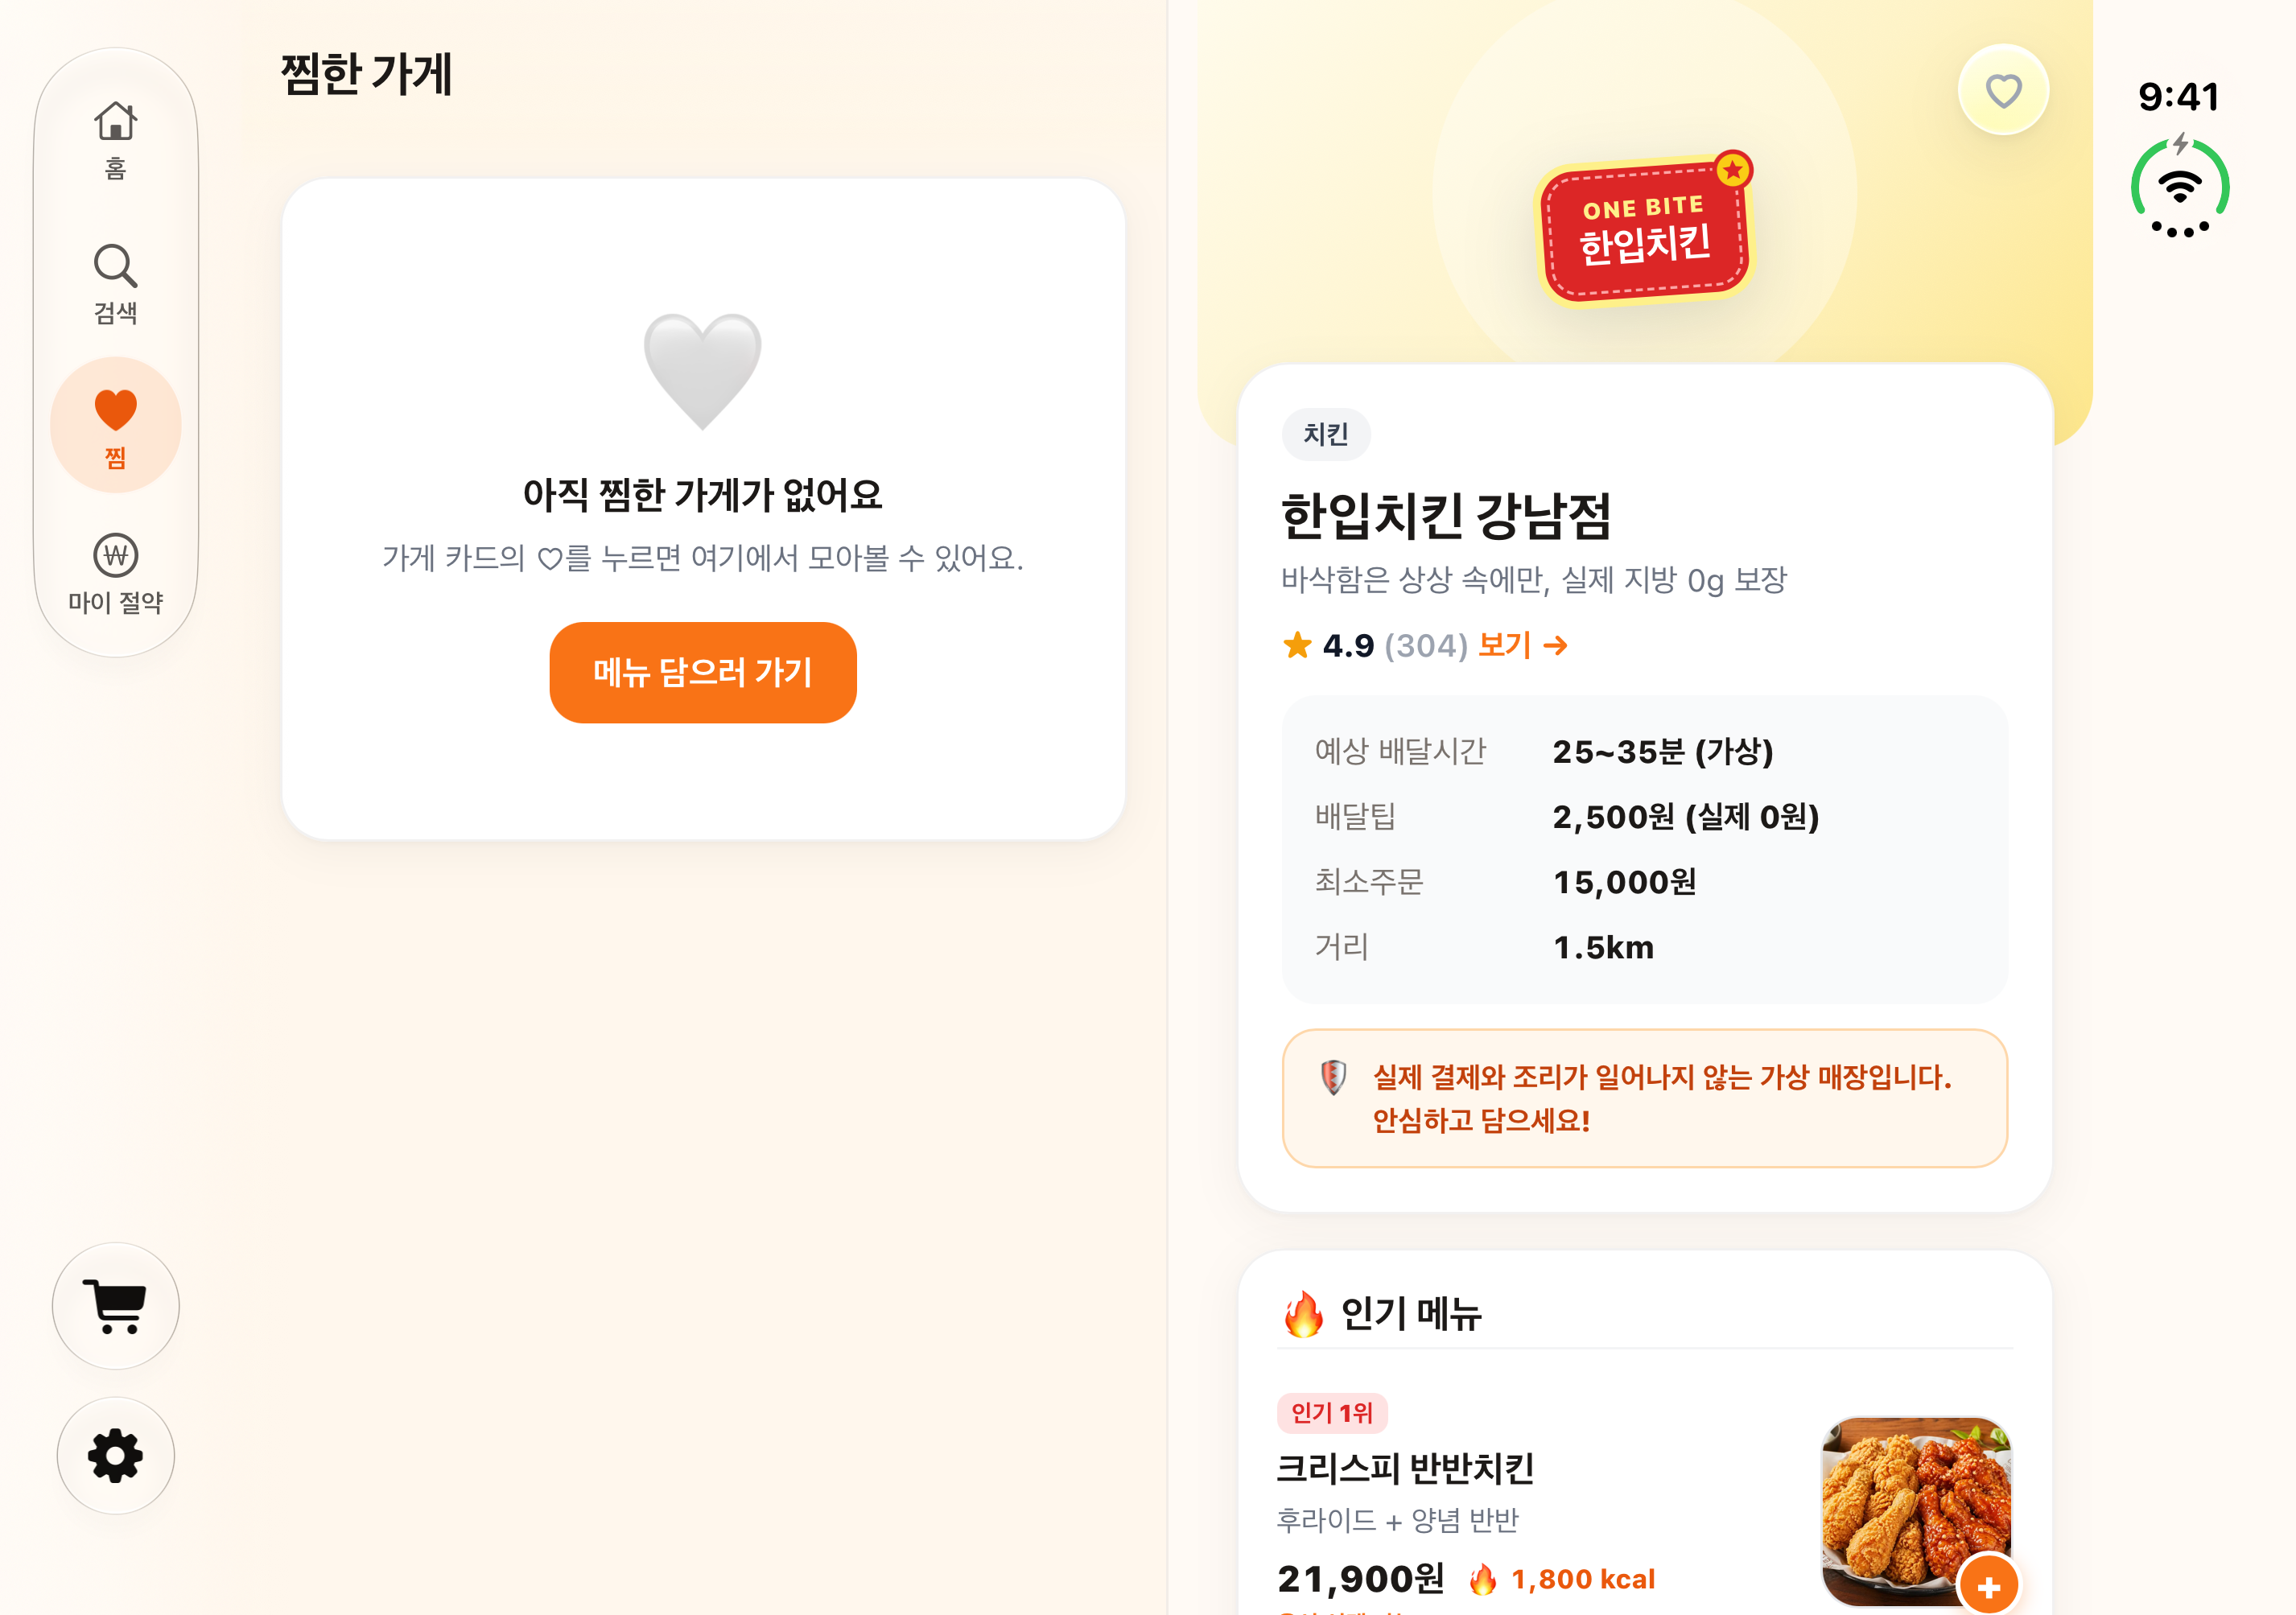 홈
검색
찜
마이 절약
찜한 가게
아직 찜한 가게가 없어요
가게 카드의 ♡를 누르면 여기에서 모아볼 수 있어요.
메뉴 담으러 가기
ONE BITE
한입치킨
9:41
치킨
한입치킨 강남점
바삭함은 상상 속에만, 실제 지방 0g 보장
4.9 (304) 보기 →
예상 배달시간 25~35분 (가상)
배달팁 2,500원 (실제 0원)
최소주문 15,000원
거리 1.5km
실제 결제와 조리가 일어나지 않는 가상 매장입니다.
안심하고 담으세요!
🔥 인기 메뉴
인기 1위
크리스피 반반치킨
후라이드 + 양념 반반
21,900원 🔥 1,800 kcal